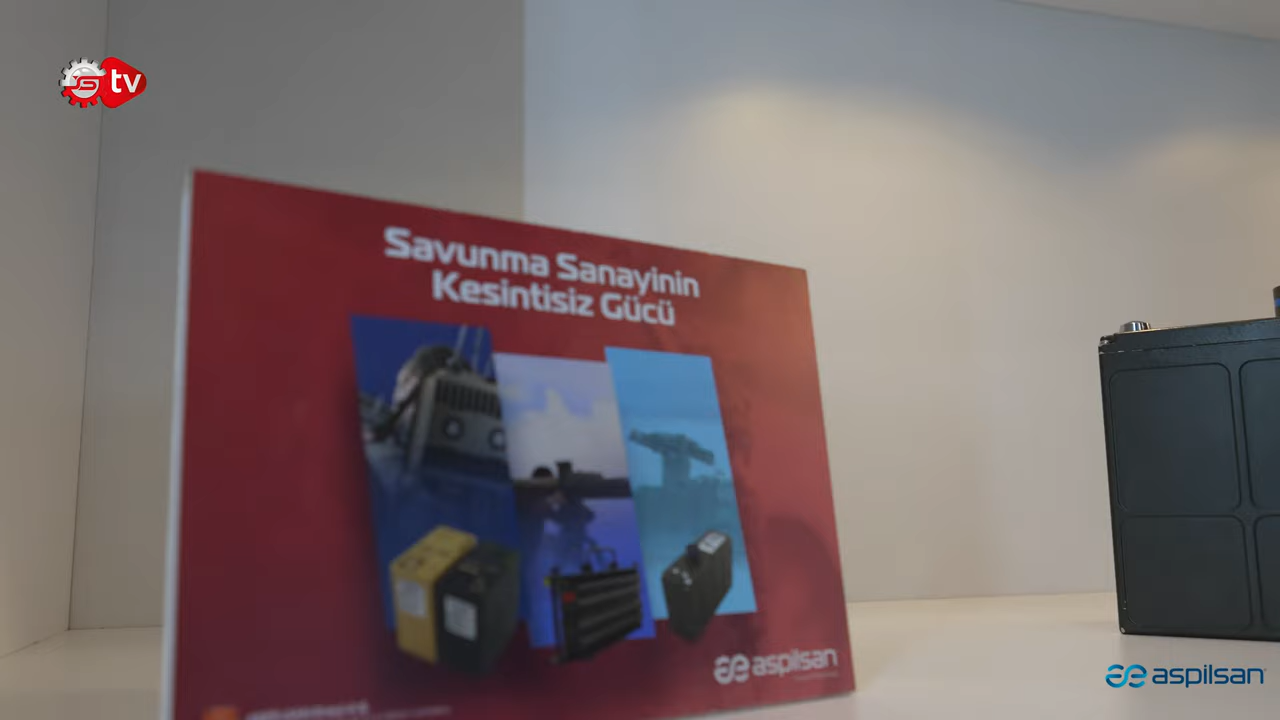 tv
Savunma Sanayinin
Kesintisiz Gücü
aspilsan
aspilsan